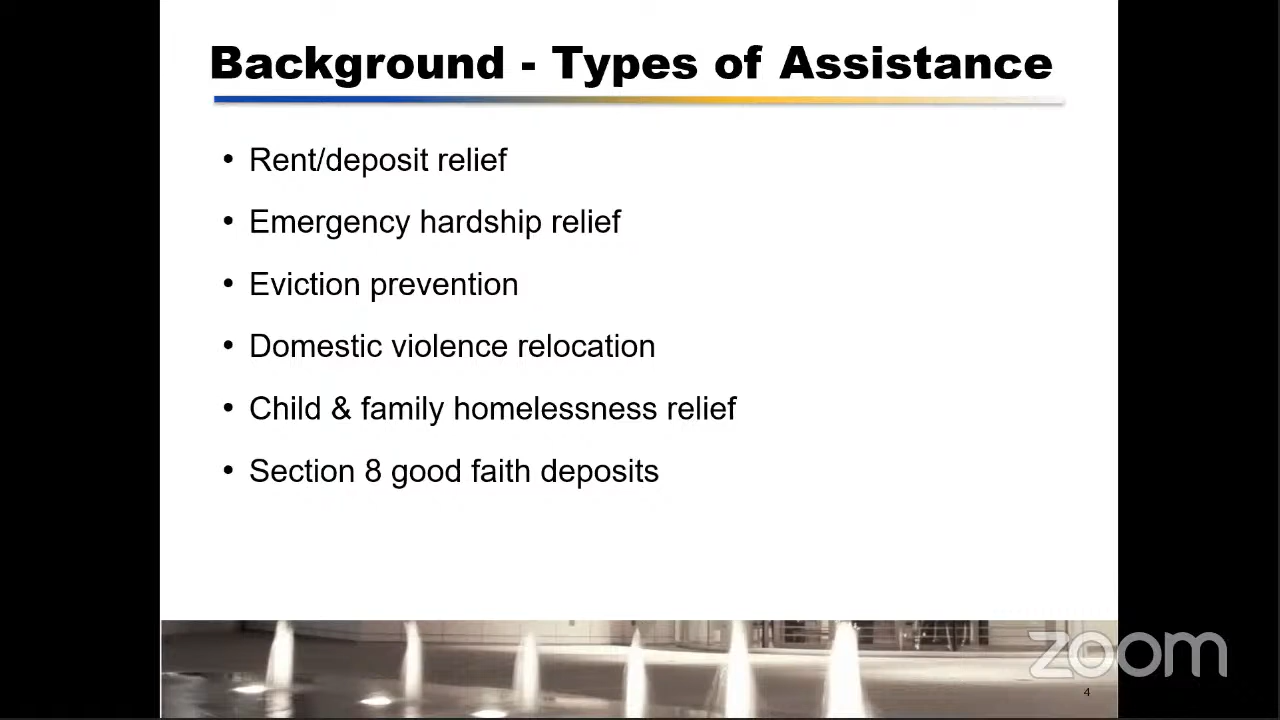 Background - Types of Assistance
• Rent/deposit relief
• Emergency hardship relief
• Eviction prevention
• Domestic violence relocation
• Child & family homelessness relief
• Section 8 good faith deposits
zoom
4